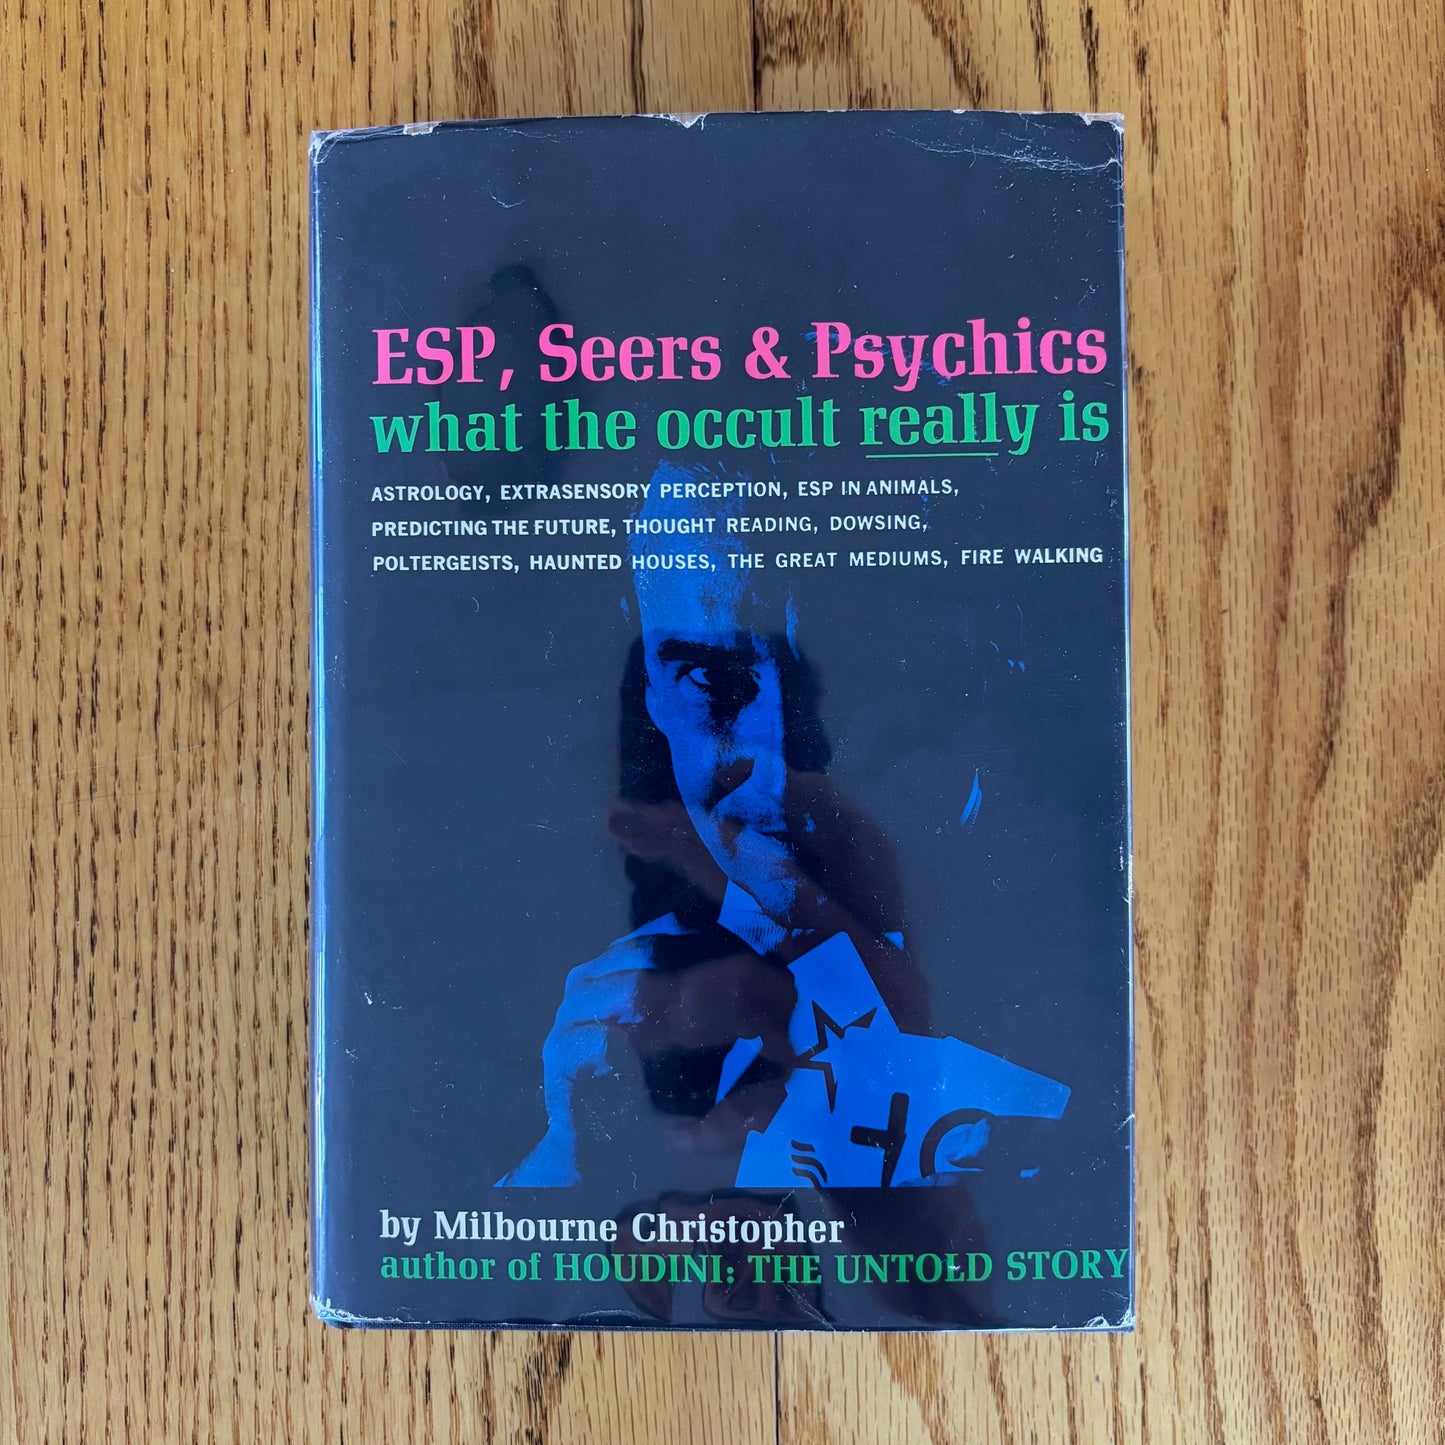 ESP, Seers & Psychics
what the occult really is
ASTROLOGY, EXTRASENSORY PERCEPTION, ESP IN ANIMALS,
PREDICTING THE FUTURE, THOUGHT READING, DOWSING,
POLTERGEISTS, HAUNTED HOUSES, THE GREAT MEDIUMS, FIRE WALKING
by Milbourne Christopher
author of HOUDINI: THE UNTOLD STORY